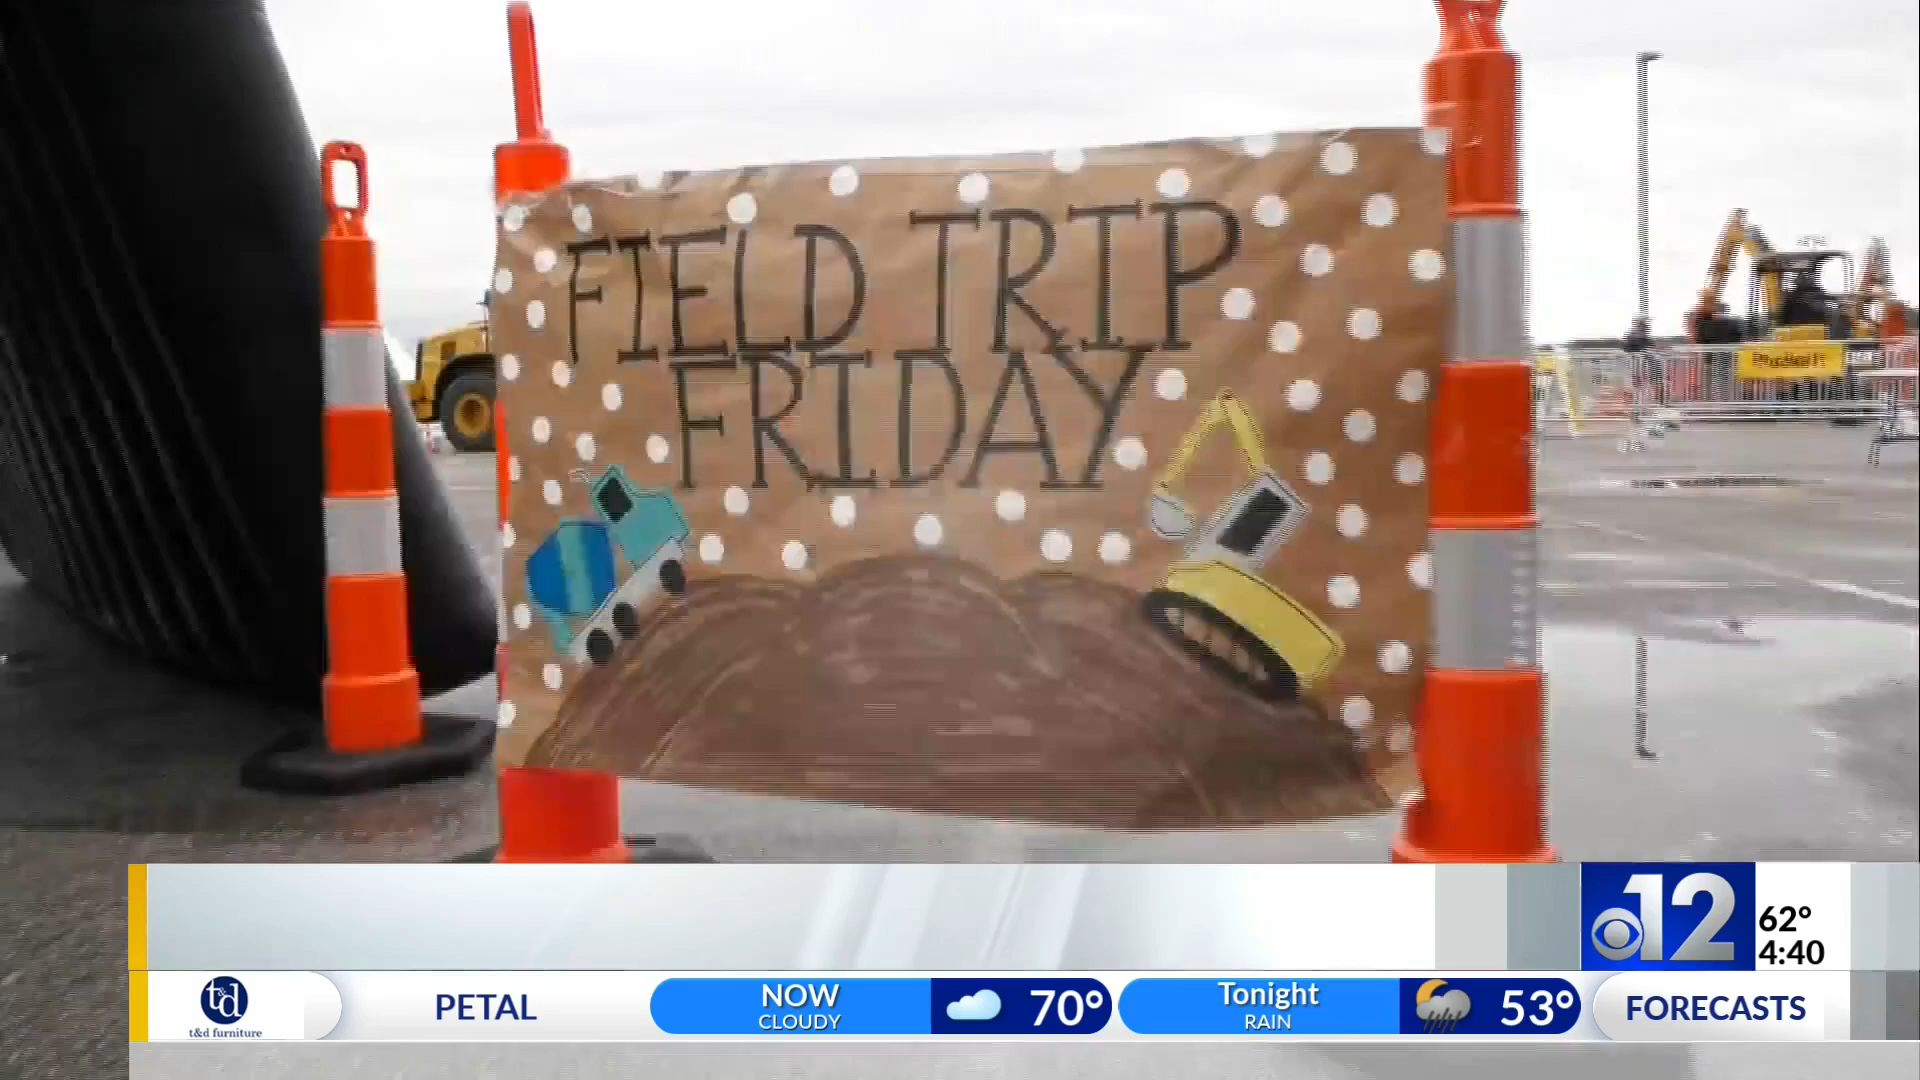 FIELD TRIP
FRIDAY
12
62°
4:40
t&d
t&d furniture
PETAL
NOW
CLOUDY
70°
Tonight
RAIN
53°
FORECASTS